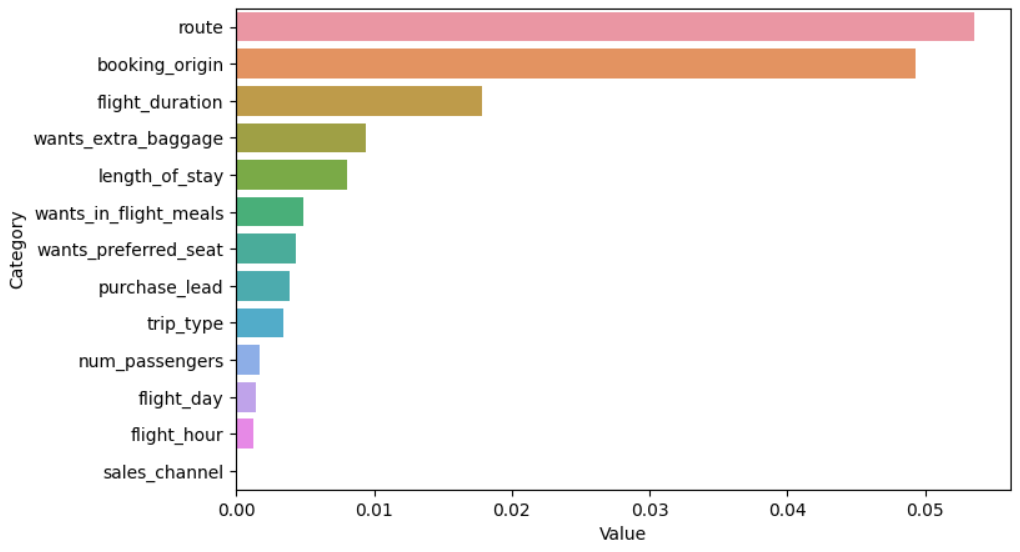 route
booking_origin
flight_duration
wants_extra_baggage
length_of_stay
wants_in_flight_meals
wants_preferred_seat
purchase_lead
trip_type
num_passengers
flight_day
flight_hour
sales_channel
Category
0.00 0.01 0.02 0.03 0.04 0.05
Value